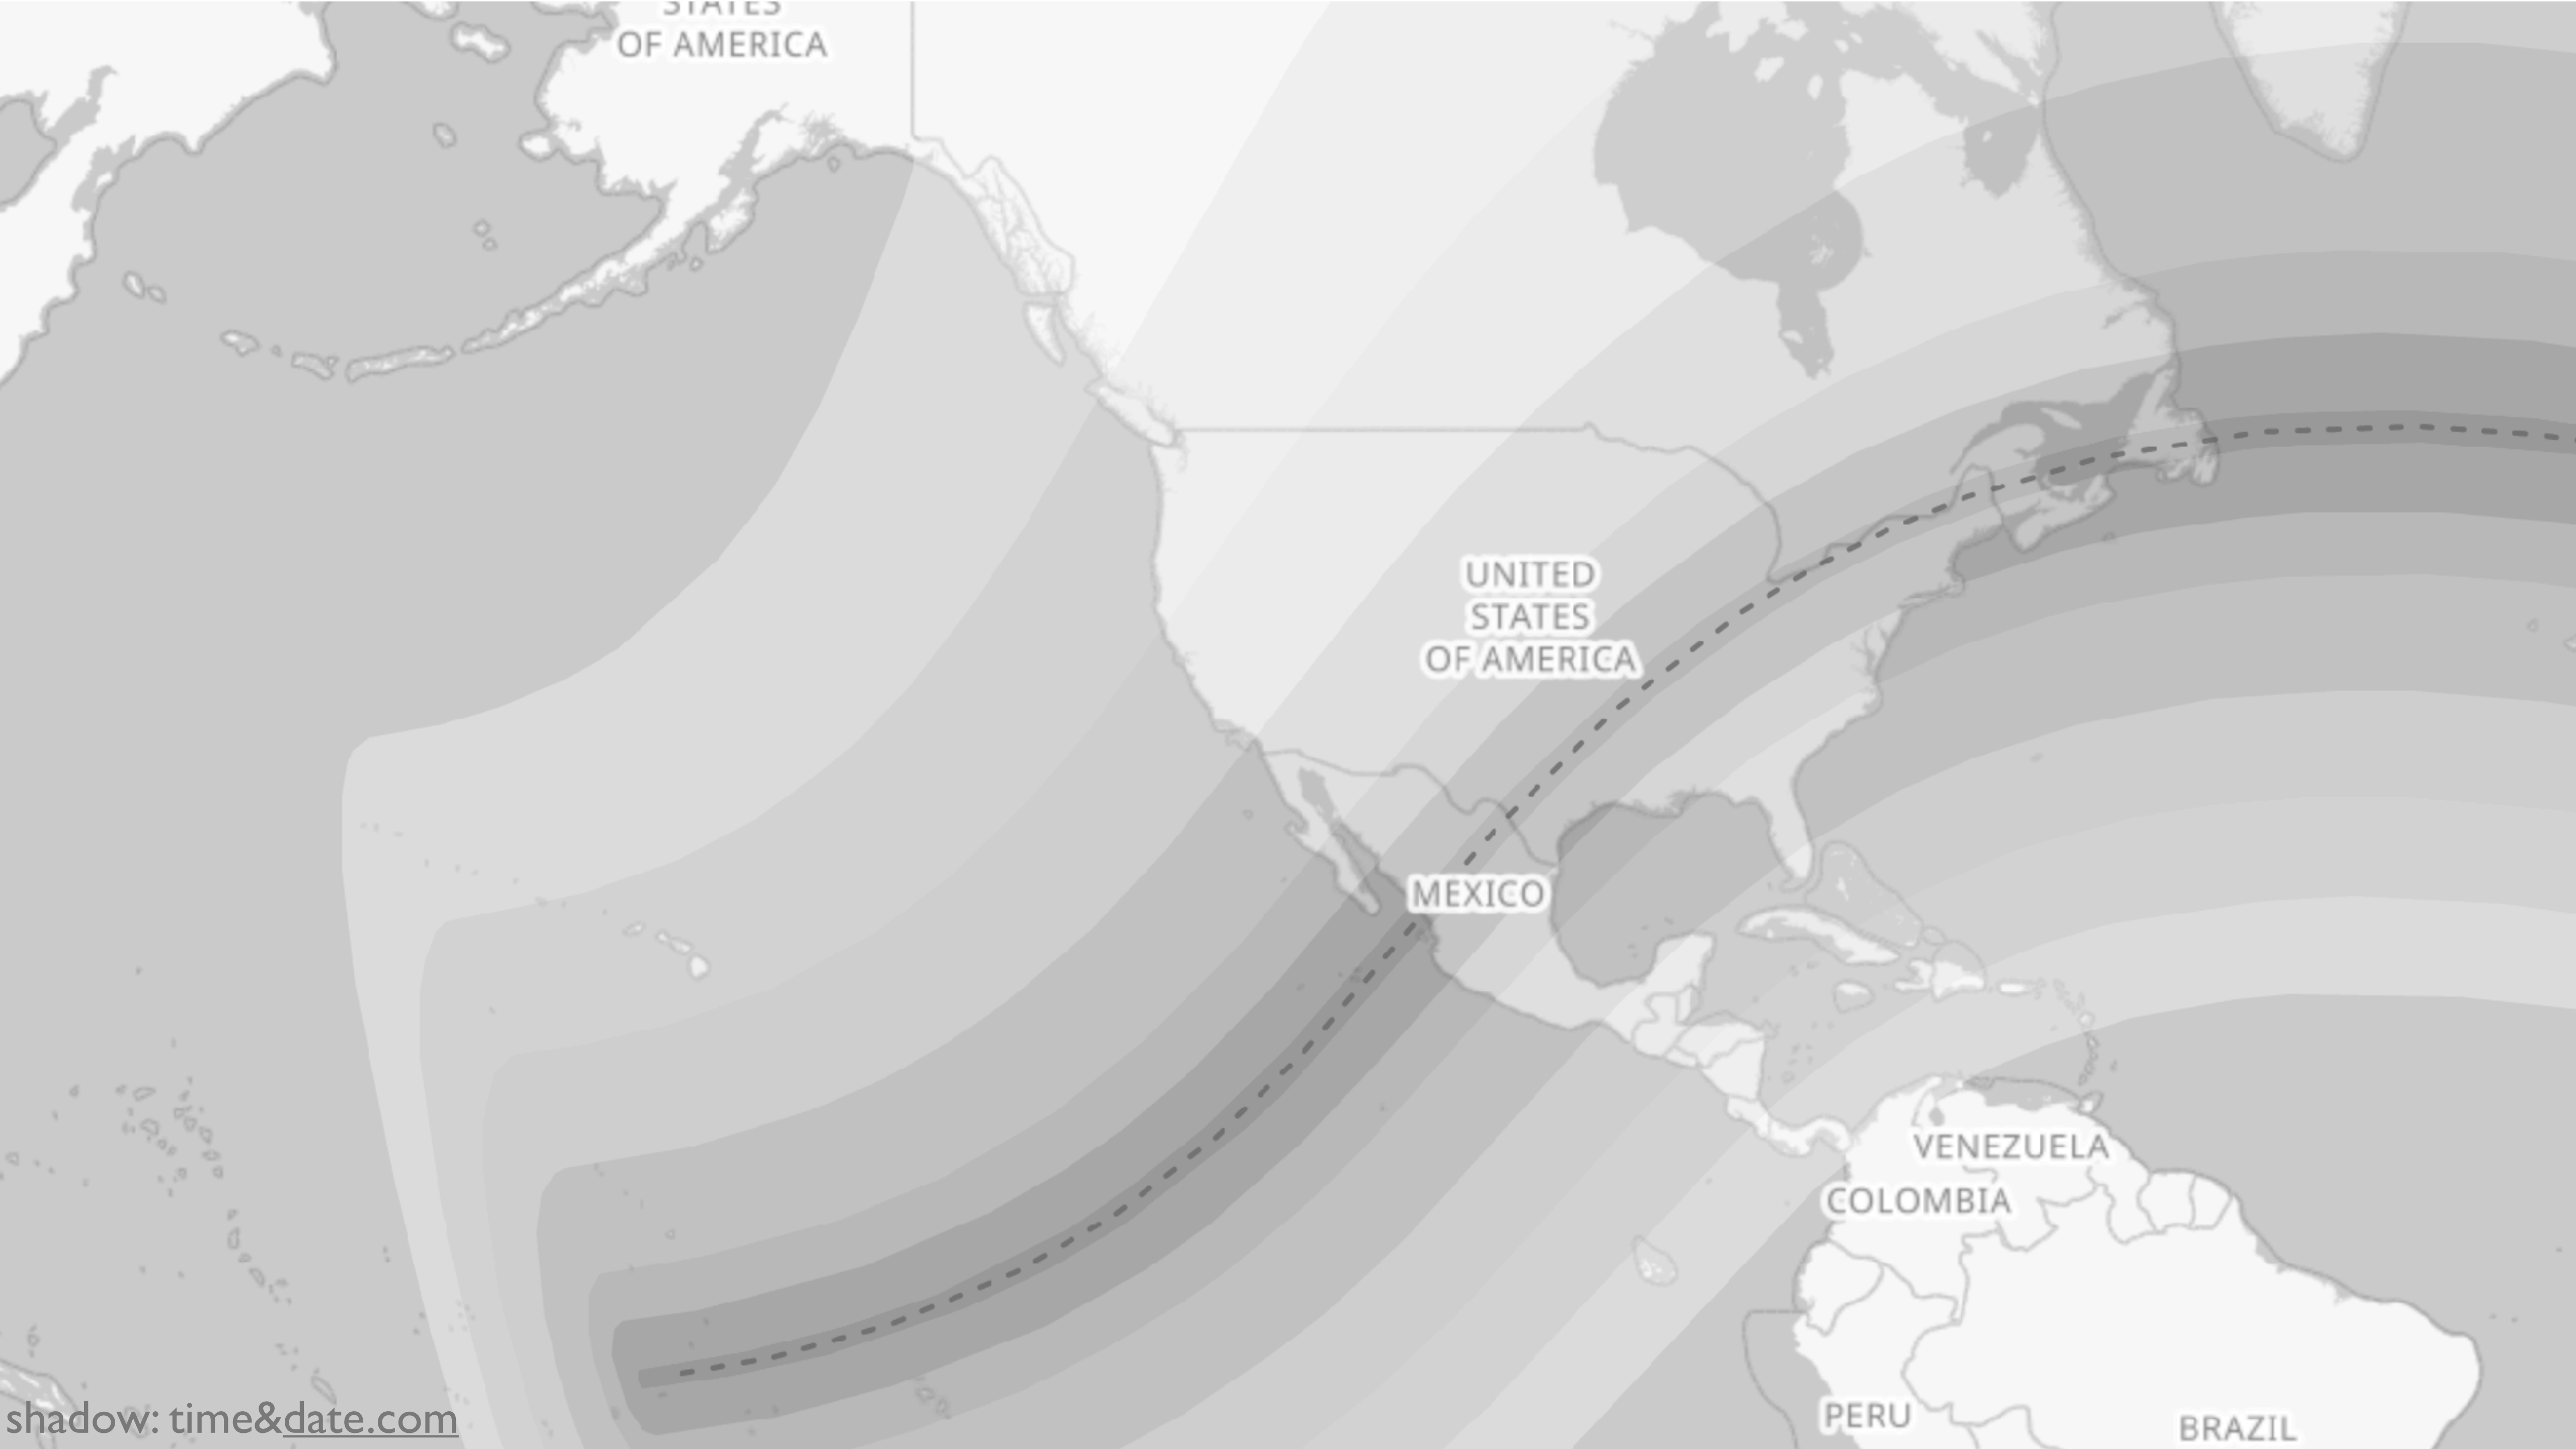 STATES
OF AMERICA
UNITED
STATES
OF AMERICA
MEXICO
VENEZUELA
COLOMBIA
PERU
BRAZIL
shadow: time&date.com